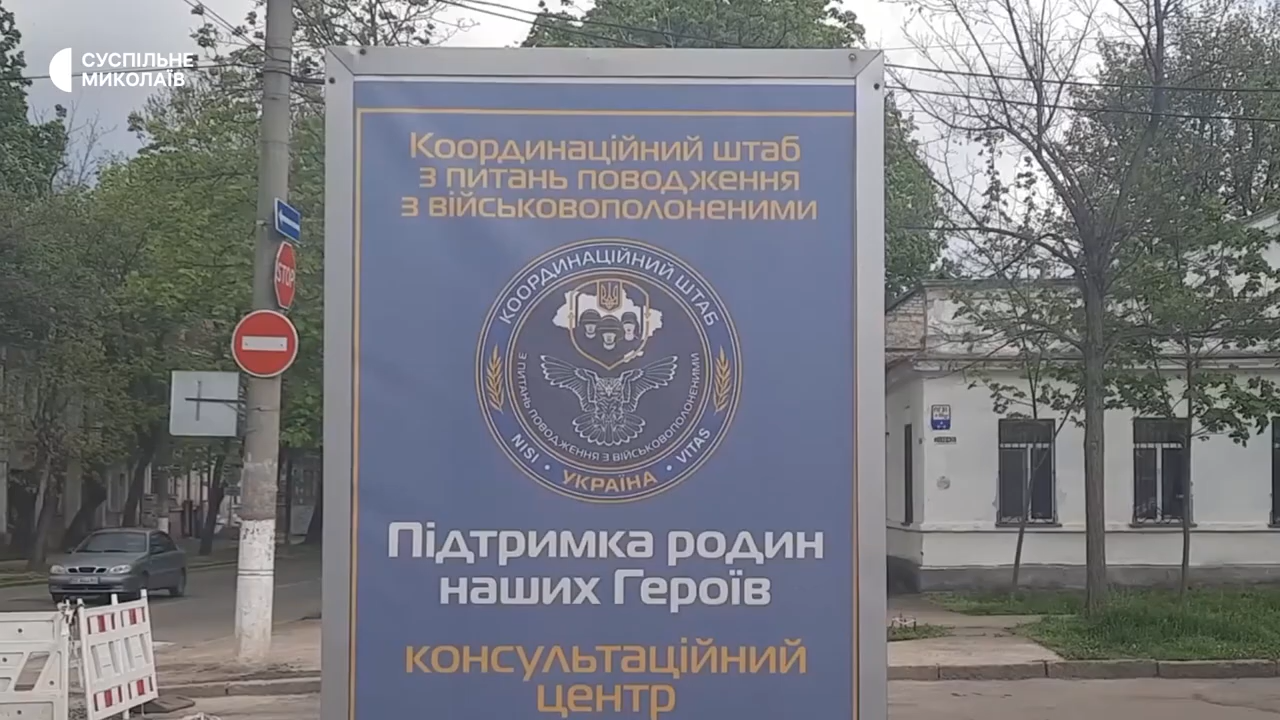 СУСПІЛЬНЕ
МИКОЛАЇВ
Координаційний штаб
з питань поводження
з військовополоненими
КООРДИНАЦІЙНИЙ ШТАБ
З ПИТАНЬ ПОВОДЖЕННЯ З ВІЙСЬКОВОПОЛОНЕНИМИ
NISI • УКРАЇНА • VITAS
Підтримка родин
наших Героїв
консультаційний
центр
STOP